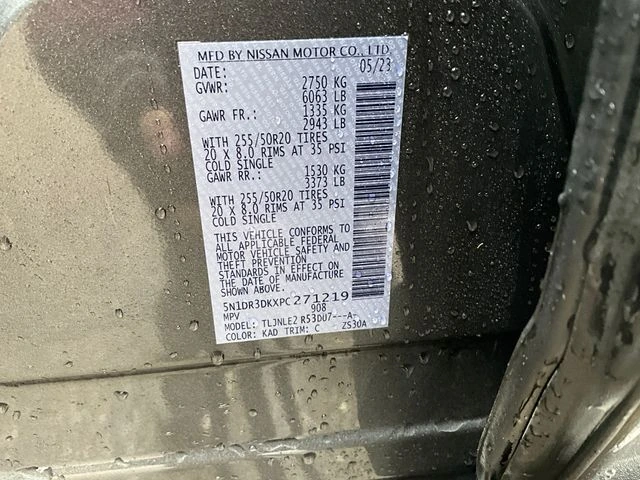 MFD BY NISSAN MOTOR CO., LTD.
DATE: 05/23
GVWR: 2750 KG
6063 LB
GAWR FR.: 1335 KG
2943 LB
WITH 255/50R20 TIRES
20 X 8.0 RIMS AT 35 PSI
COLD SINGLE
GAWR RR.: 1530 KG
3373 LB
WITH 255/50R20 TIRES
20 X 8.0 RIMS AT 35 PSI
COLD SINGLE
THIS VEHICLE CONFORMS TO
ALL APPLICABLE FEDERAL
MOTOR VEHICLE SAFETY AND
THEFT PREVENTION
STANDARDS IN EFFECT ON
THE DATE OF MANUFACTURE
SHOWN ABOVE.
5N1DR3DKXPC271219
MPV 908
MODEL: TLJNLE2 R53DU7---A-
COLOR: KAD TRIM: C ZS30A